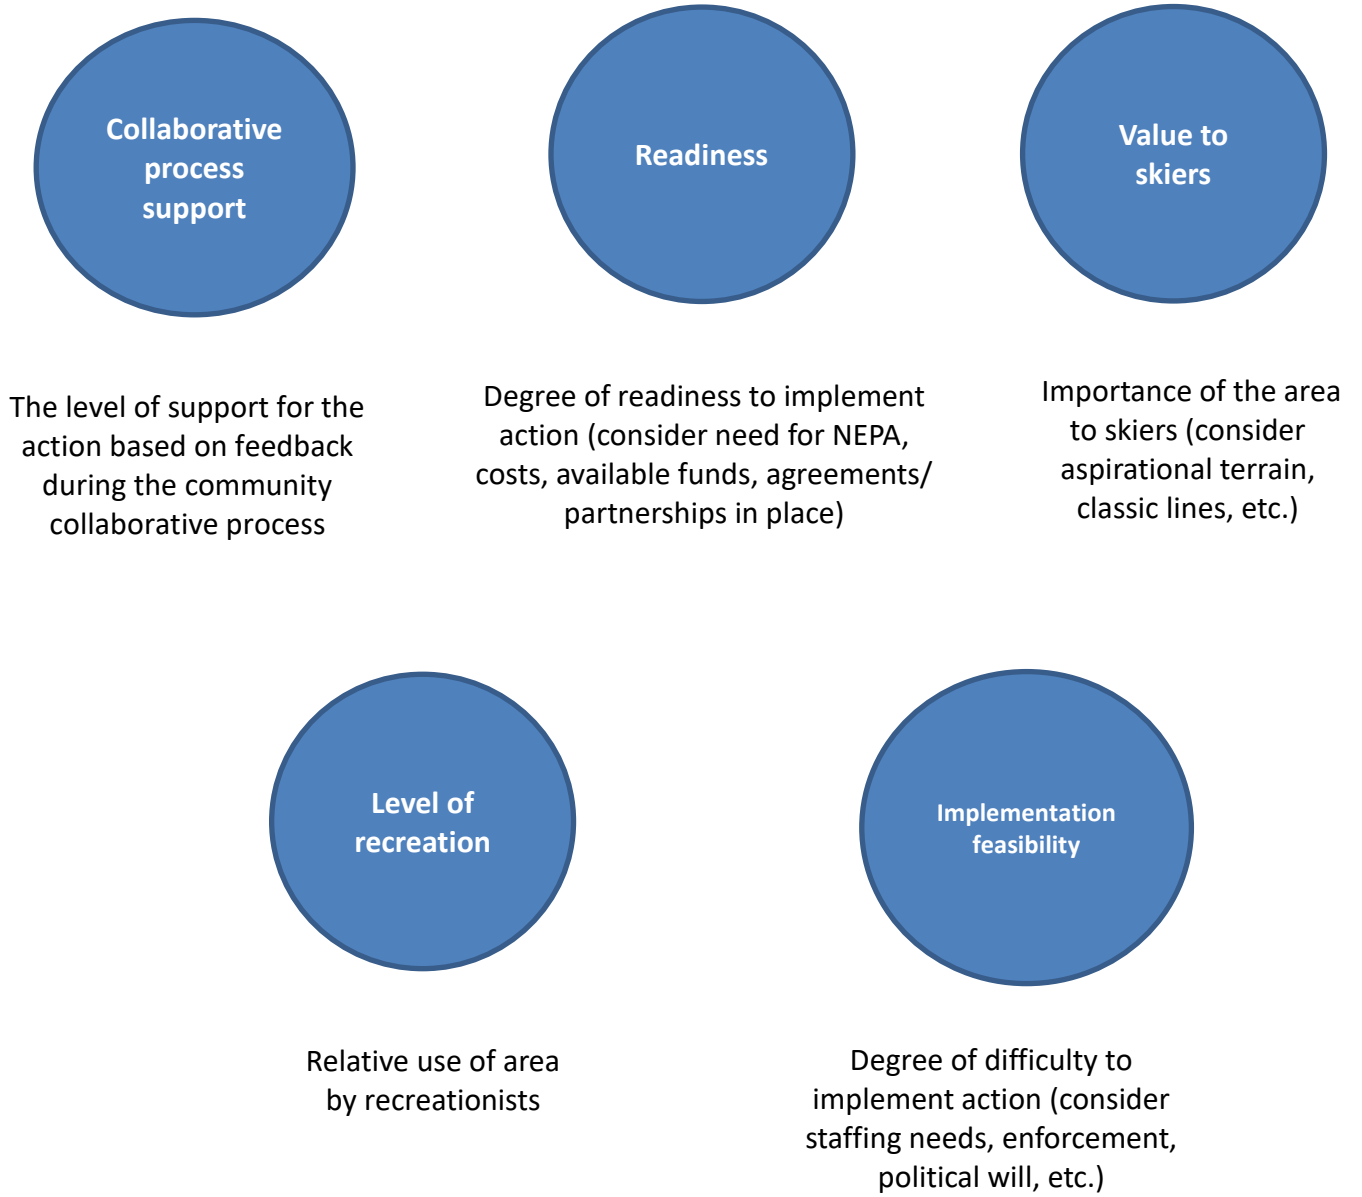 Collaborative
process
support
Readiness
Value to
skiers
The level of support for the
action based on feedback
during the community
collaborative process
Degree of readiness to implement
action (consider need for NEPA,
costs, available funds, agreements/
partnerships in place)
Importance of the area
to skiers (consider
aspirational terrain,
classic lines, etc.)
Level of
recreation
Implementation
feasibility
Relative use of area
by recreationists
Degree of difficulty to
implement action (consider
staffing needs, enforcement,
political will, etc.)